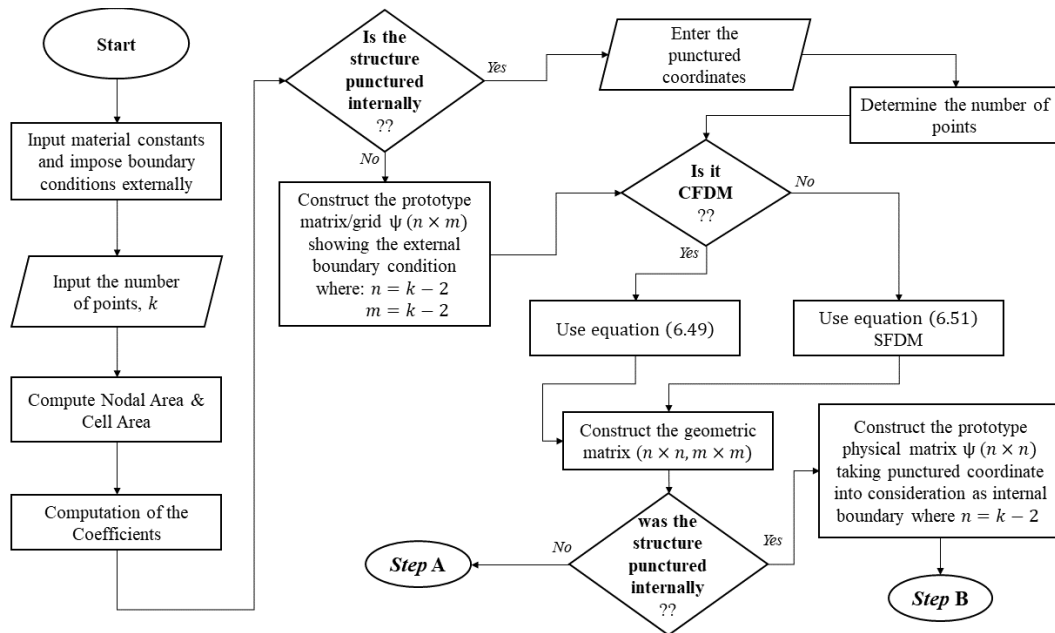 Start
Input material constants
and impose boundary
conditions externally
Input the number
of points, k
Compute Nodal Area &
Cell Area
Computation of the
Coefficients
Is the
structure
punctured
internally
??
Yes
No
Enter the
punctured
coordinates
Determine the number of
points
Construct the prototype
matrix/grid ψ (n × m)
showing the external
boundary condition
where: n = k − 2
m = k − 2
Is it
CFDM
??
No
Yes
Use equation (6.49)
Use equation (6.51)
SFDM
Construct the geometric
matrix (n × n, m × m)
was the
structure
punctured
internally
??
No
Yes
Step A
Construct the prototype
physical matrix ψ (n × n)
taking punctured coordinate
into consideration as internal
boundary where n = k − 2
Step B